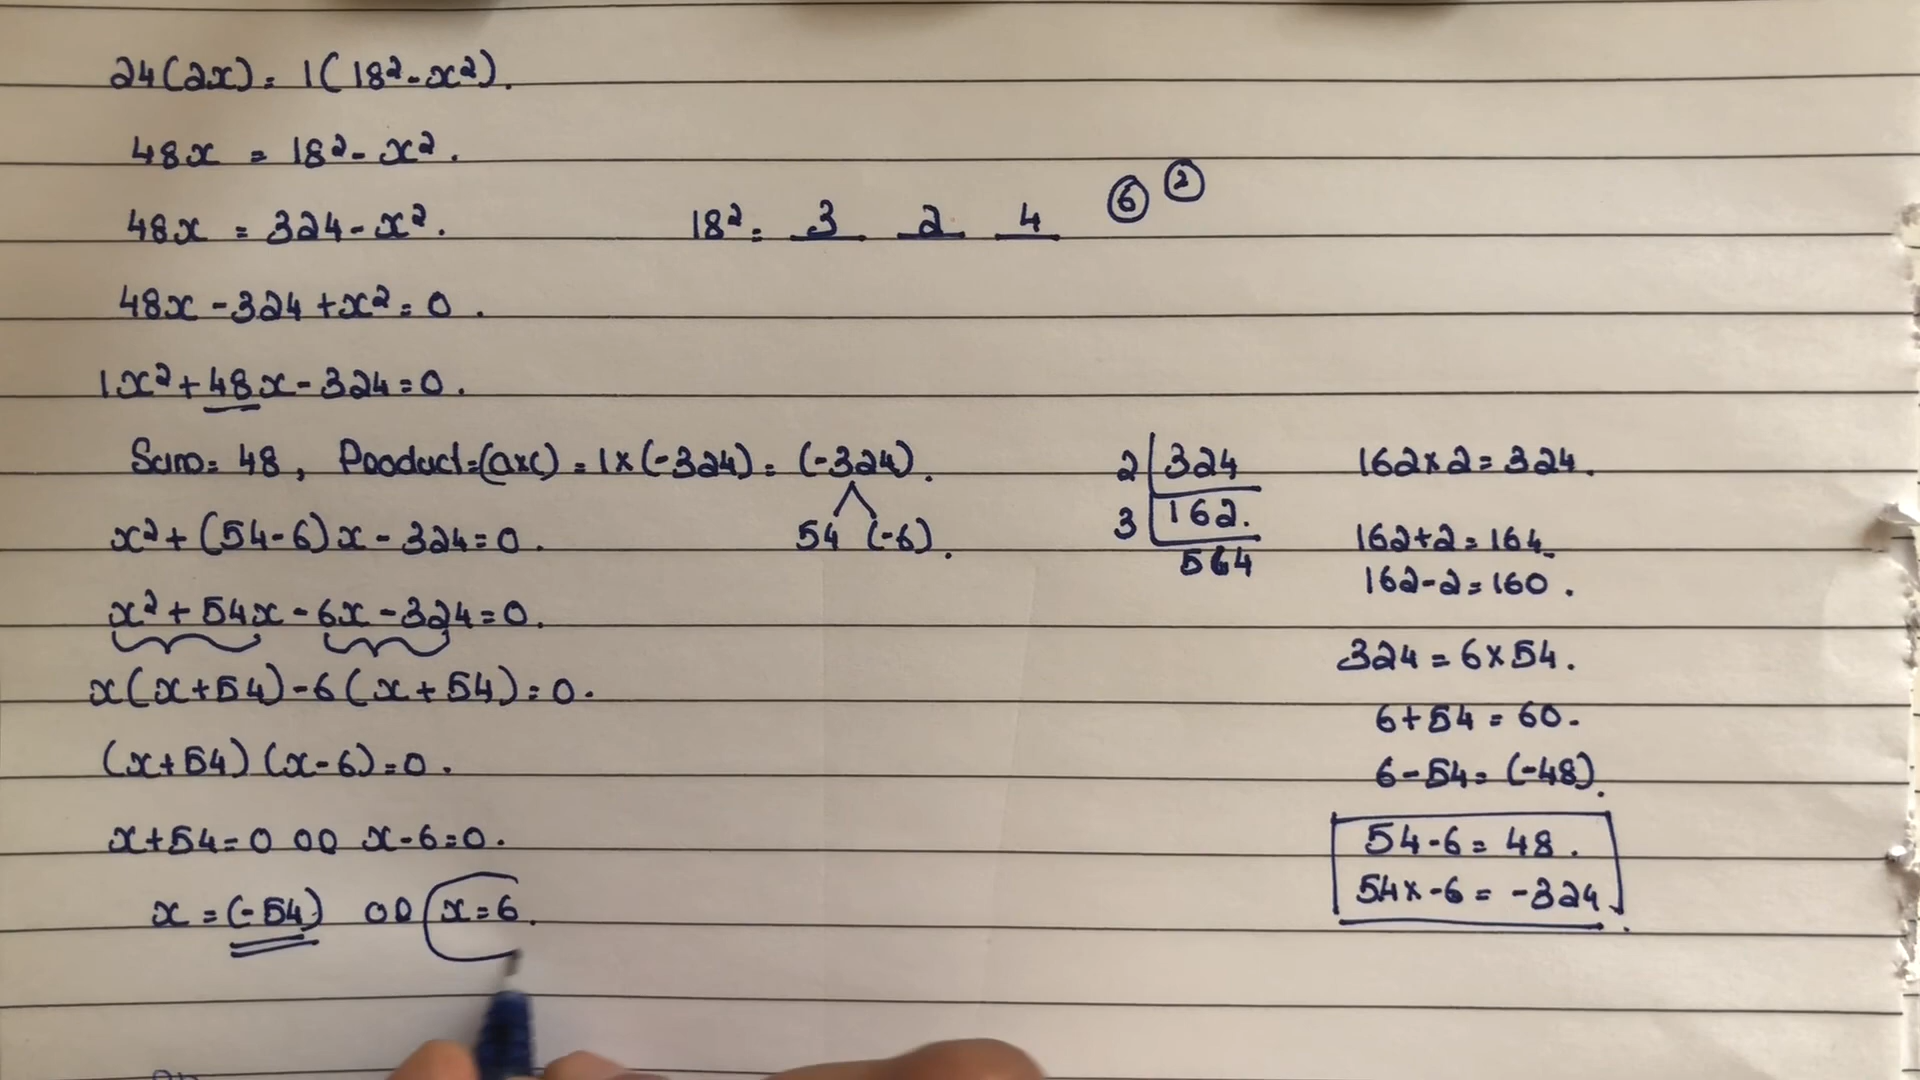 24(2x) = 1(18² - x²).
48x = 18² - x².
48x = 324 - x².
18² = 3 2 4 ⑥ ②
48x - 324 + x² = 0.
1x² + 48x - 324 = 0.
Sum = 48, Product = (axc) = 1 × (-324) = (-324).
54 (-6).
x² + (54-6)x - 324 = 0.
x² + 54x - 6x - 324 = 0.
x(x+54) - 6(x+54) = 0.
(x+54) (x-6) = 0.
x+54 = 0 or x-6 = 0.
x = (-54) or x = 6.
2 | 324
3 | 162.
564
162 × 2 = 324.
162+2 = 164.
162-2 = 160.
324 = 6 × 54.
6+54 = 60.
6-54 = (-48).
54-6 = 48.
54 × -6 = -324.